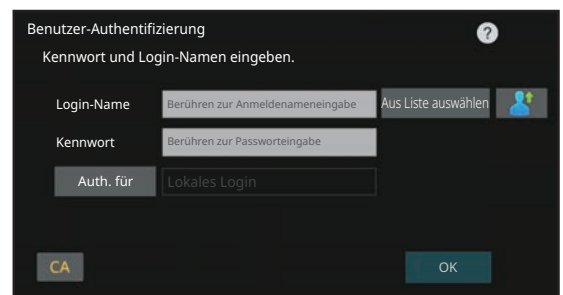 Benutzer-Authentifizierung
?
Kennwort und Login-Namen eingeben.
Login-Name Berühren zur Anmeldenameneingabe Aus Liste auswählen
Kennwort Berühren zur Passworteingabe
Auth. für Lokales Login
CA OK